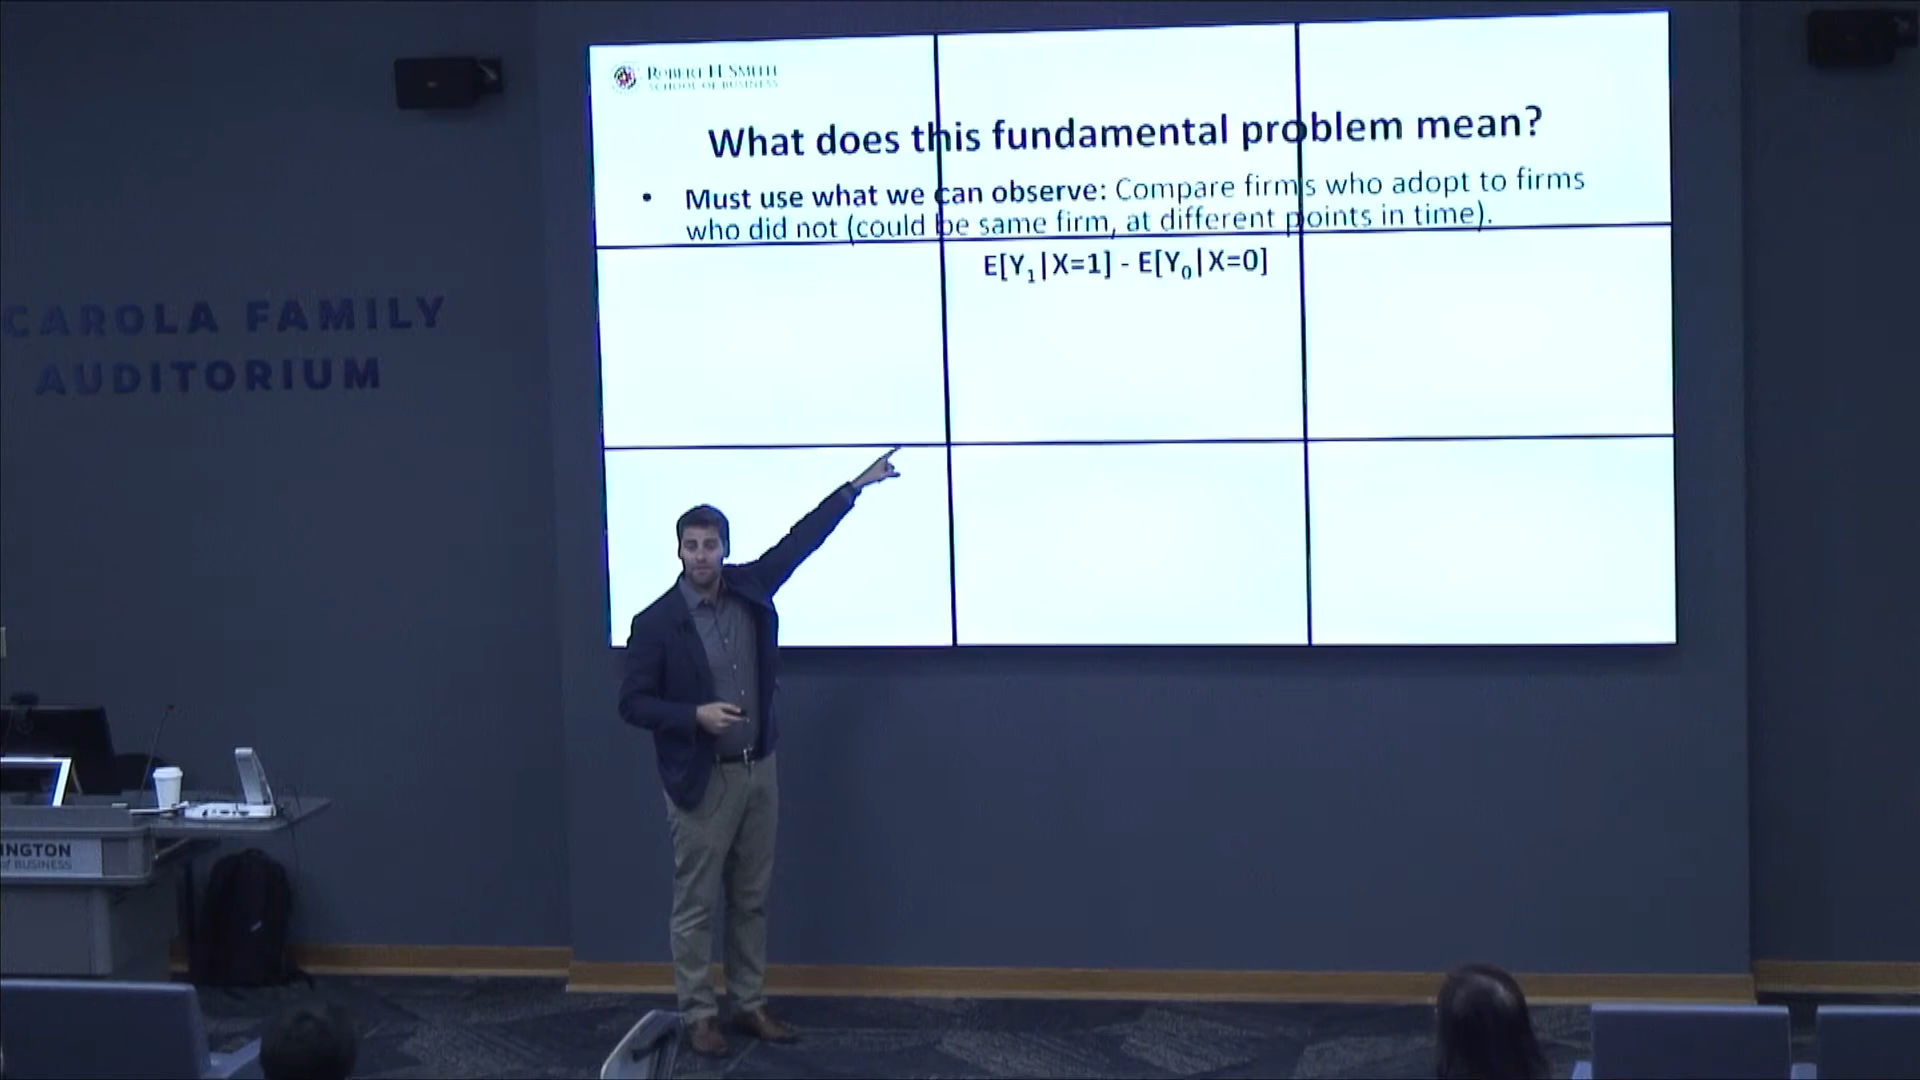 ROBERT H. SMITH
SCHOOL OF BUSINESS
What does this fundamental problem mean?
• Must use what we can observe: Compare firms who adopt to firms
who did not (could be same firm, at different points in time).
E[Y₁|X=1] - E[Y₀|X=0]
CAROLA FAMILY
AUDITORIUM
INGTON
of BUSINESS